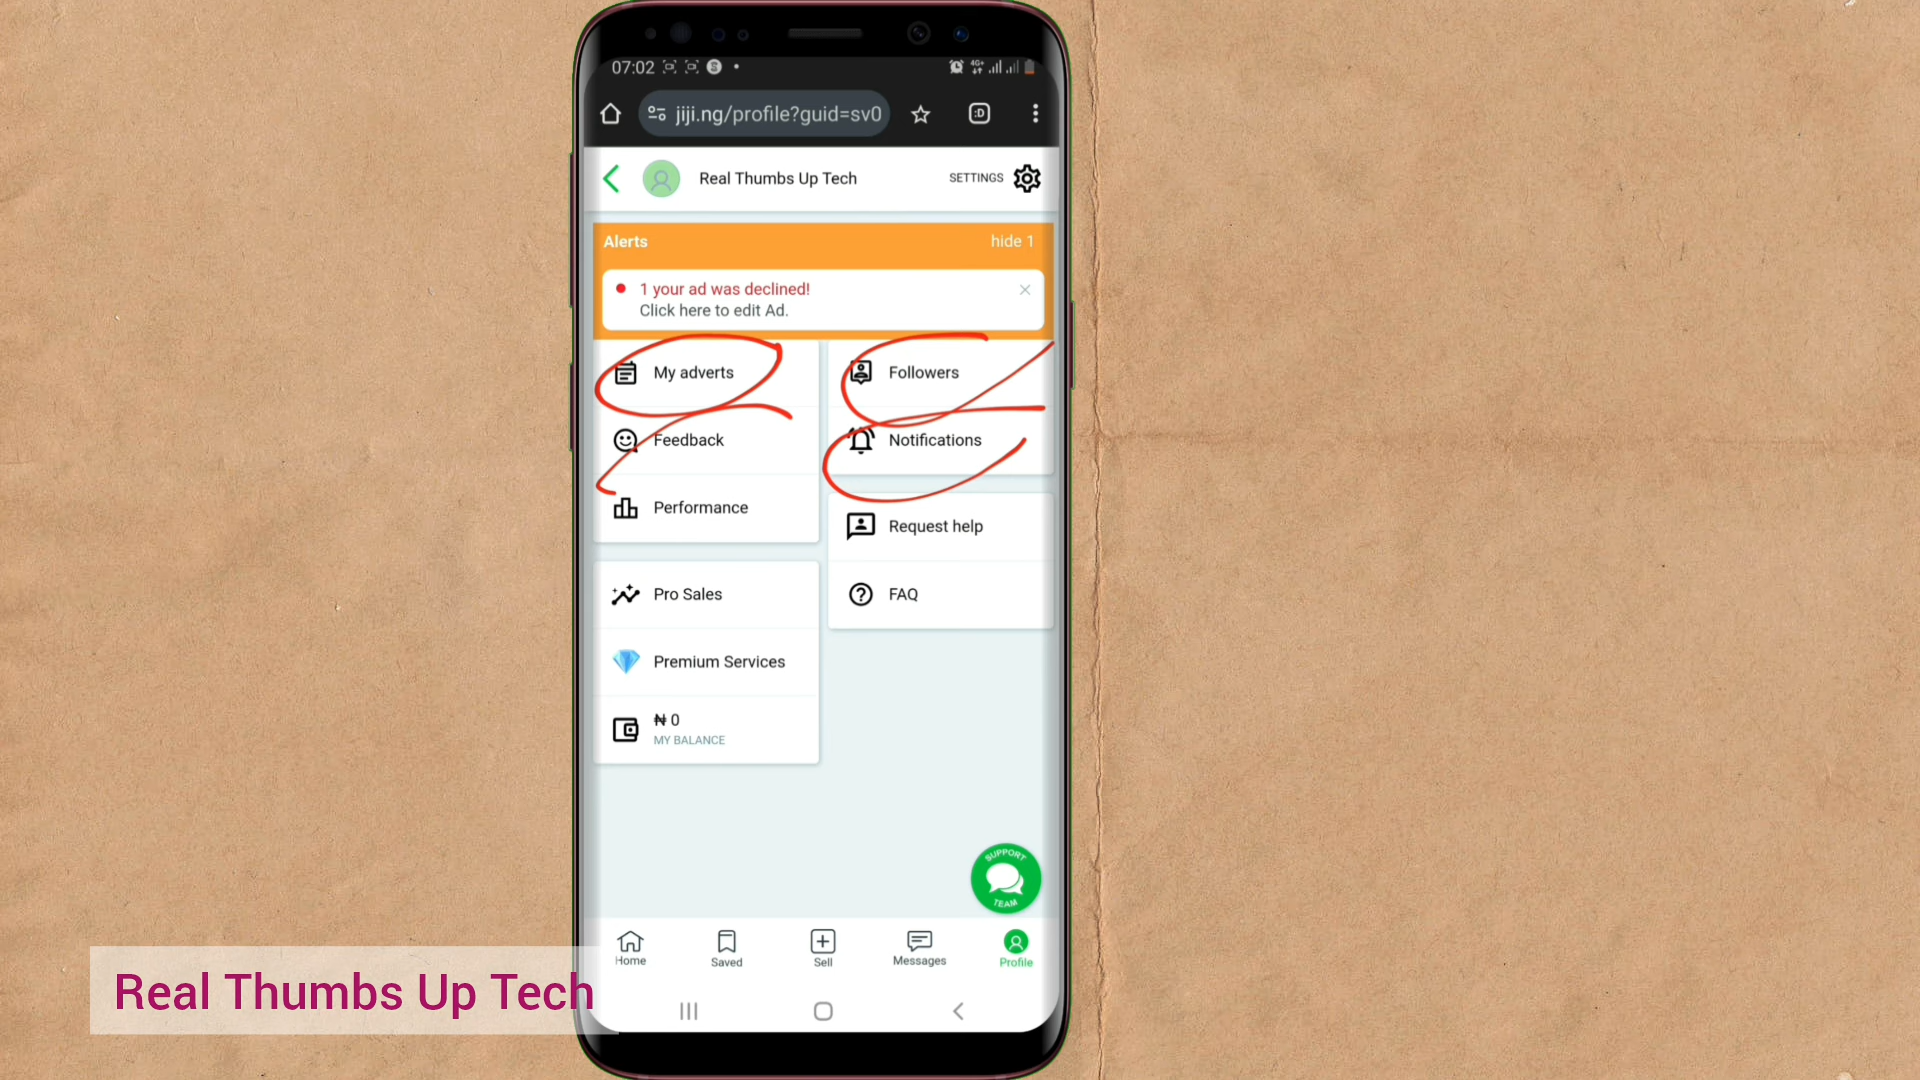 07:02
4G+
jiji.ng/profile?guid=sv0
:D
Real Thumbs Up Tech
SETTINGS
Alerts
hide 1
1 your ad was declined!
Click here to edit Ad.
My adverts
Followers
Feedback
Notifications
Performance
Request help
Pro Sales
FAQ
Premium Services
₦ 0
MY BALANCE
SUPPORT
TEAM
Home
Saved
Sell
Messages
Profile
Real Thumbs Up Tech